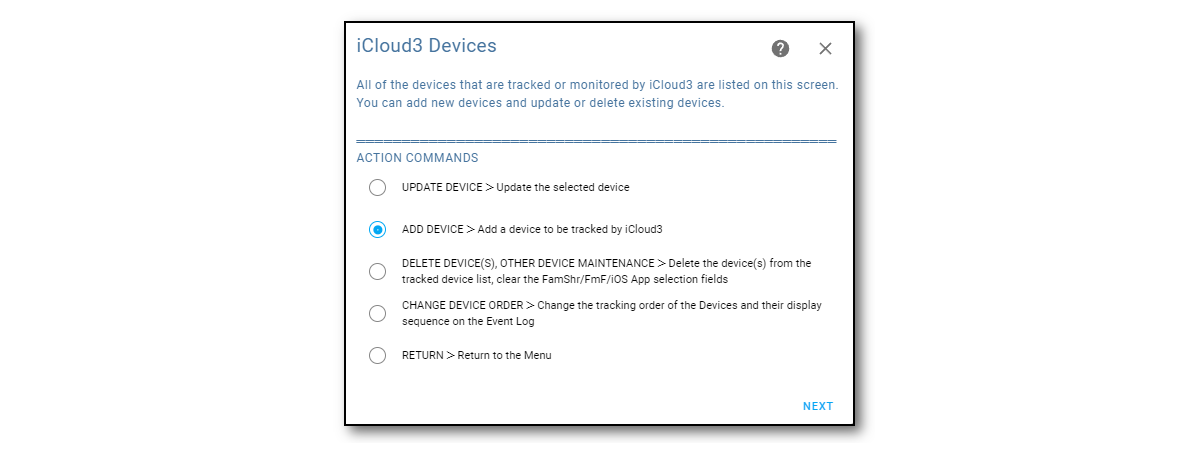 iCloud3 Devices
All of the devices that are tracked or monitored by iCloud3 are listed on this screen.
You can add new devices and update or delete existing devices.
ACTION COMMANDS
UPDATE DEVICE > Update the selected device
ADD DEVICE > Add a device to be tracked by iCloud3
DELETE DEVICE(S), OTHER DEVICE MAINTENANCE > Delete the device(s) from the
tracked device list, clear the FamShr/FmF/iOS App selection fields
CHANGE DEVICE ORDER > Change the tracking order of the Devices and their display
sequence on the Event Log
RETURN > Return to the Menu
NEXT